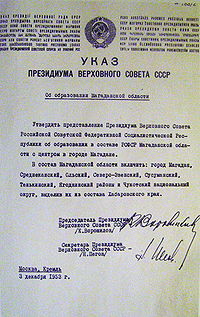 УКАЗ
ПРЕЗИДИУМА ВЕРХОВНОГО СОВЕТА СССР
Об образовании Магаданской области
Утвердить представление Президиума Верховного Совета
Российской Советской Федеративной Социалистической Рес-
публики об образовании в составе РСФСР Магаданской области
с центром в городе Магадане.
В состав Магаданской области включить: город Магадан,
Среднеканский, Ольский, Северо-Эвенский, Сусуманский,
Тенькинский, Ягоднинский районы и Чукотский национальный
округ, выделив их из состава Хабаровского края.
Председатель Президиума
Верховного Совета СССР
/К.Ворошилов/
Секретарь Президиума
Верховного Совета СССР
/Н.Пегов/
Москва, Кремль
3 декабря 1953 г.